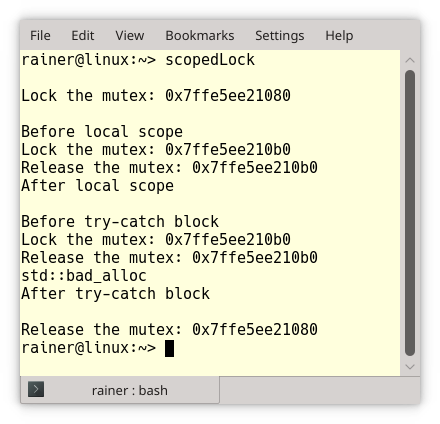 File Edit View Bookmarks Settings Help
rainer@linux:~> scopedLock
Lock the mutex: 0x7ffe5ee21080
Before local scope
Lock the mutex: 0x7ffe5ee210b0
Release the mutex: 0x7ffe5ee210b0
After local scope
Before try-catch block
Lock the mutex: 0x7ffe5ee210b0
Release the mutex: 0x7ffe5ee210b0
std::bad_alloc
After try-catch block
Release the mutex: 0x7ffe5ee21080
rainer@linux:~>
rainer : bash